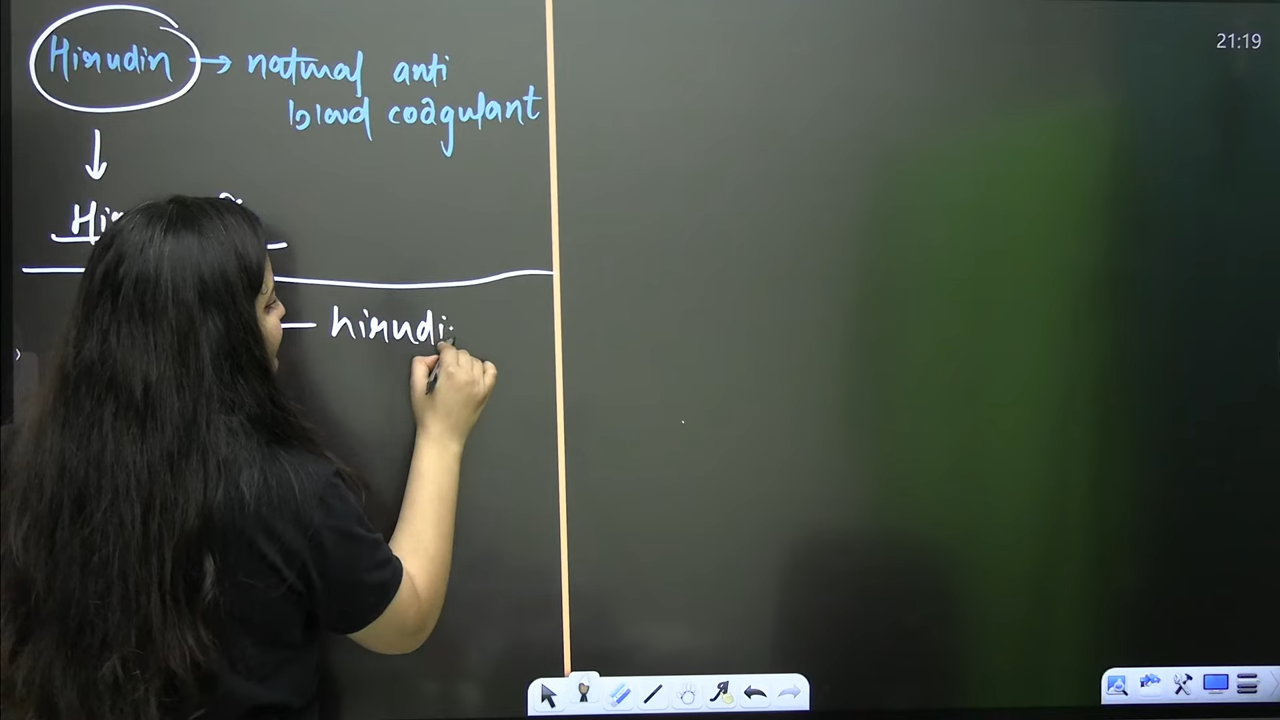 Hirudin → natural anti
blood coagulant
21:19
— hirudi